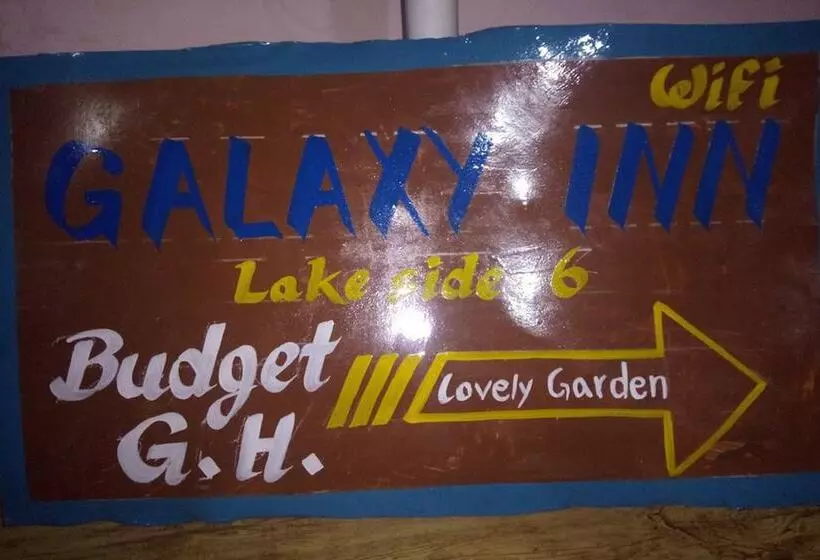 Wifi
GALAXY INN
Lake side - 6
Budget
G.H.
Lovely Garden